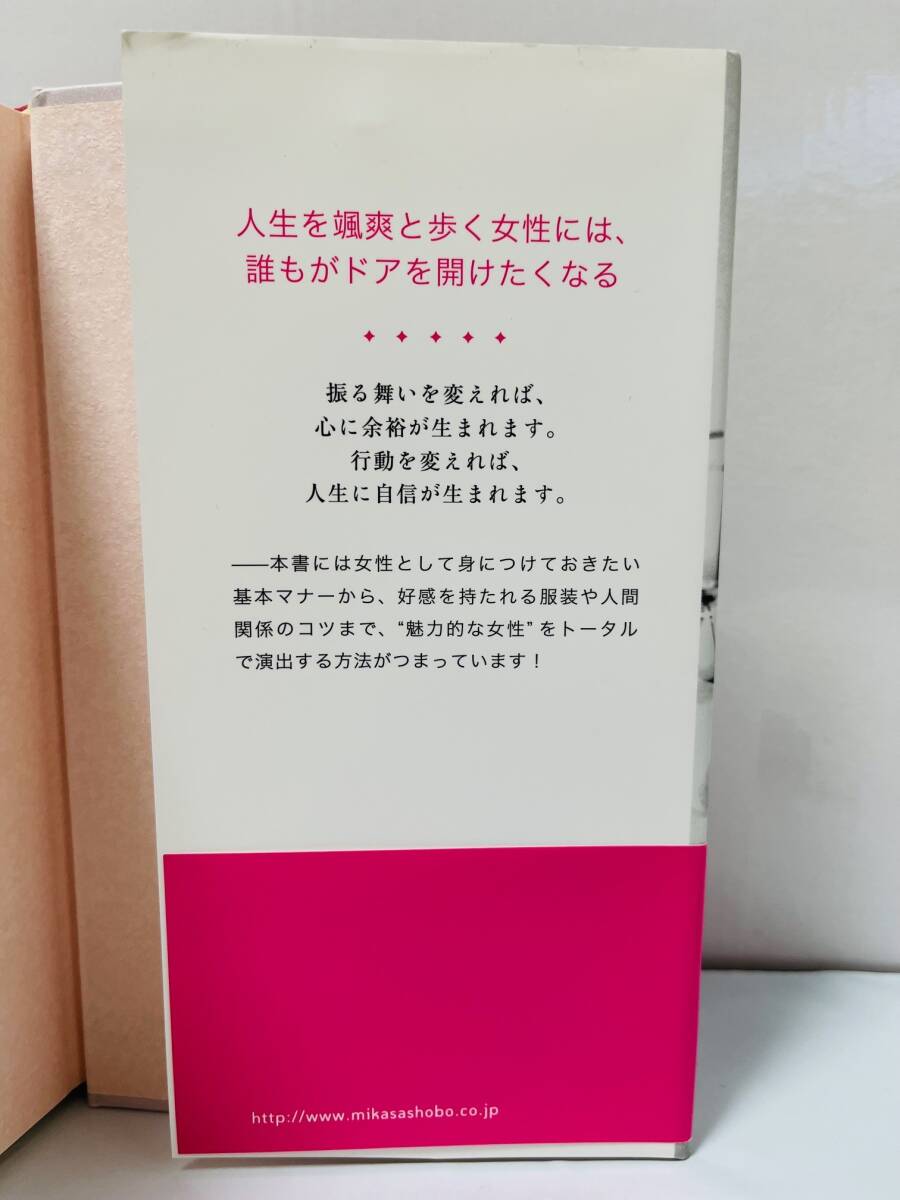 人生を颯爽と歩く女性には、
誰もがドアを開けたくなる
振る舞いを変えれば、
心に余裕が生まれます。
行動を変えれば、
人生に自信が生まれます。
――本書には女性として身につけておきたい
基本マナーから、好感を持たれる服装や人間
関係のコツまで、“魅力的な女性”をトータル
で演出する方法がつまっています！
http://www.mikasashobo.co.jp